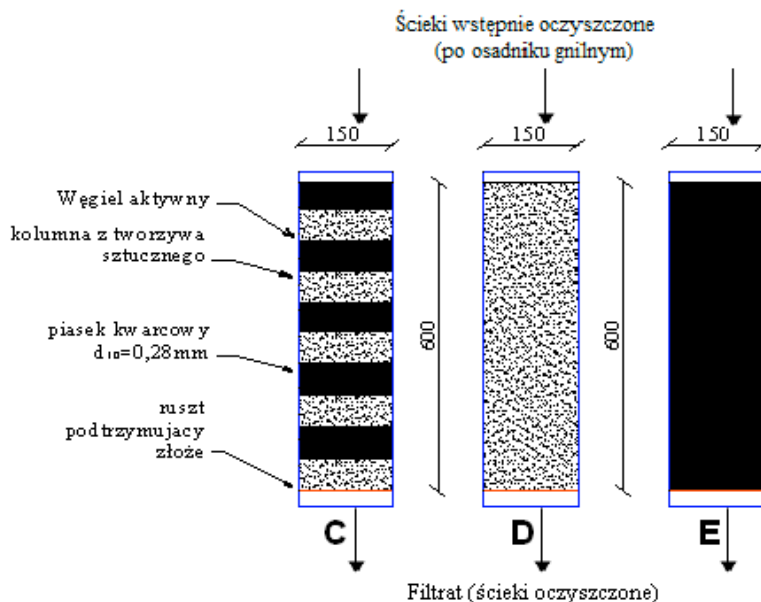 Ścieki wstępnie oczyszczone
(po osadniku gnilnym)
150
150
150
Węgiel aktywny
kolumna z tworzywa
sztucznego
piasek kwarcowy
d₁₀=0,28mm
ruszt
podtrzymujacy
złoże
600
600
C
D
E
Filtrat (ścieki oczyszczone)